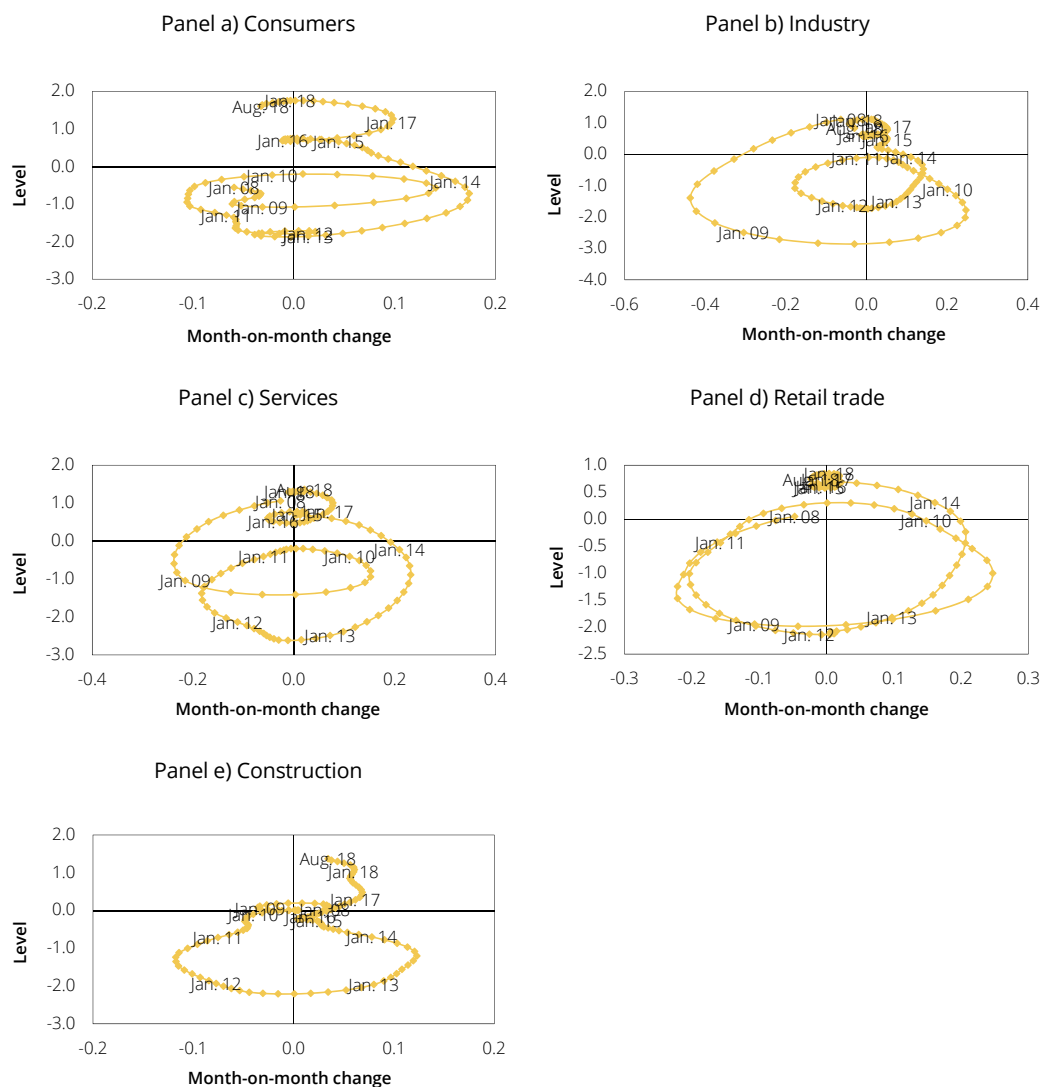 Panel a) Consumers
Panel b) Industry
2.0
Jan. 18
Aug. 18
1.0
Jan. 17
Jan. 16
Jan. 15
0.0
Jan. 10
Jan. 14
Jan. 08
-1.0
Jan. 09
Jan. 11
-2.0
Jan. 12
-3.0
-0.2
-0.1
0.0
0.1
0.2
Level
Month-on-month change
2.0
Jan. 08
1.0
Jan. 15
0.0
Jan. 11
Jan. 14
-1.0
Jan. 10
Jan. 12
Jan. 13
-2.0
Jan. 09
-3.0
-4.0
-0.6
-0.4
-0.2
0.0
0.2
0.4
Level
Month-on-month change
Panel c) Services
Panel d) Retail trade
2.0
Aug. 18
Jan. 08
1.0
Jan. 17
Jan. 16
0.0
Jan. 11
Jan. 10
Jan. 14
-1.0
Jan. 09
-2.0
Jan. 12
Jan. 13
-3.0
-0.4
-0.2
0.0
0.2
0.4
Level
Month-on-month change
1.0
Jan. 18
0.5
Jan. 14
0.0
Jan. 08
Jan. 10
-0.5
Jan. 11
-1.0
-1.5
-2.0
Jan. 09
Jan. 12
Jan. 13
-2.5
-0.3
-0.2
-0.1
0.0
0.1
0.2
0.3
Level
Month-on-month change
Panel e) Construction
2.0
Aug. 18
1.0
Jan. 18
Jan. 17
0.0
Jan. 09
Jan. 08
Jan. 10
Jan. 15
Jan. 11
Jan. 14
-1.0
-2.0
Jan. 12
Jan. 13
-3.0
-0.2
-0.1
0.0
0.1
0.2
Level
Month-on-month change